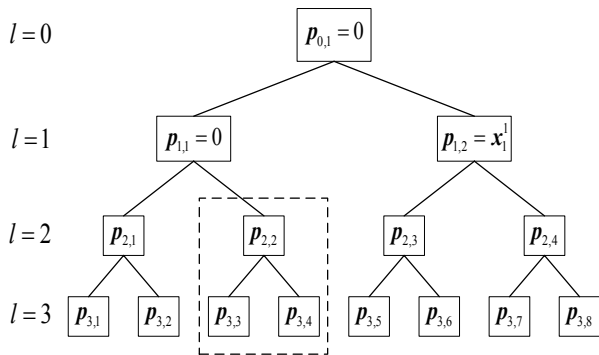 l=0 p0,1=0
l=1 p1,1=0 p1,2=x₁¹
l=2 p2,1 p2,2 p2,3 p2,4
l=3 p3,1 p3,2 p3,3 p3,4 p3,5 p3,6 p3,7 p3,8